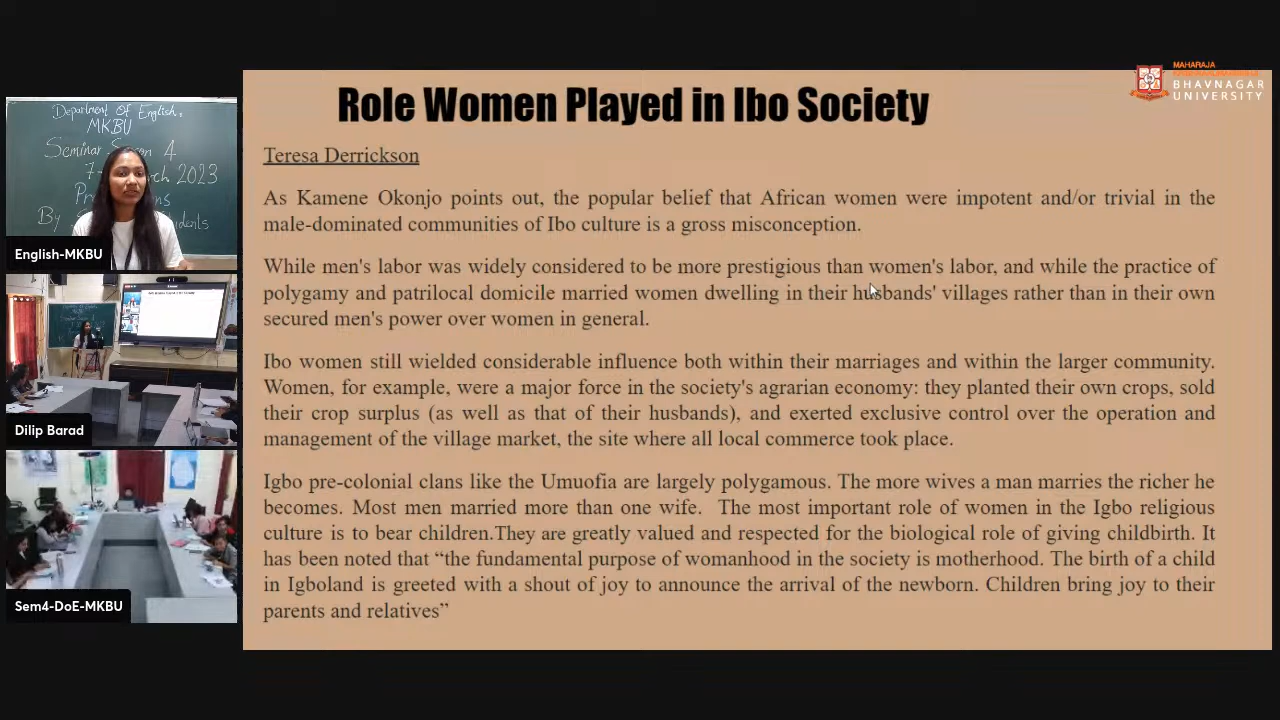 MAHARAJA
BHAVNAGAR
UNIVERSITY
Role Women Played in Ibo Society
Teresa Derrickson
As Kamene Okonjo points out, the popular belief that African women were impotent and/or trivial in the
male-dominated communities of Ibo culture is a gross misconception.
While men's labor was widely considered to be more prestigious than women's labor, and while the practice of
polygamy and patrilocal domicile married women dwelling in their husbands' villages rather than in their own
secured men's power over women in general.
Ibo women still wielded considerable influence both within their marriages and within the larger community.
Women, for example, were a major force in the society's agrarian economy: they planted their own crops, sold
their crop surplus (as well as that of their husbands), and exerted exclusive control over the operation and
management of the village market, the site where all local commerce took place.
Igbo pre-colonial clans like the Umuofia are largely polygamous. The more wives a man marries the richer he
becomes. Most men married more than one wife. The most important role of women in the Igbo religious
culture is to bear children.They are greatly valued and respected for the biological role of giving childbirth. It
has been noted that “the fundamental purpose of womanhood in the society is motherhood. The birth of a child
in Igboland is greeted with a shout of joy to announce the arrival of the newborn. Children bring joy to their
parents and relatives”
Department Of English,
MKBU
Seminar 4
7- 2023
By
English-MKBU
Dilip Barad
Sem4-DoE-MKBU